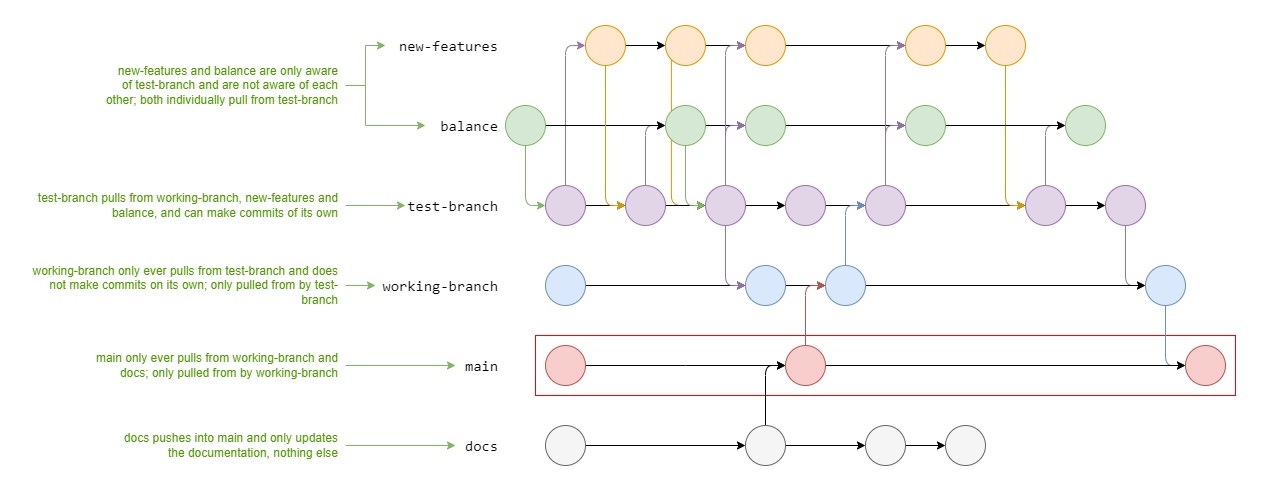 new-features
new-features and balance are only aware
of test-branch and are not aware of each
other; both individually pull from test-branch
balance
test-branch pulls from working-branch, new-features and
balance, and can make commits of its own
test-branch
working-branch only ever pulls from test-branch and does
not make commits on its own; only pulled from by test-
branch
working-branch
main only ever pulls from working-branch and
docs; only pulled from by working-branch
main
docs pushes into main and only updates
the documentation, nothing else
docs